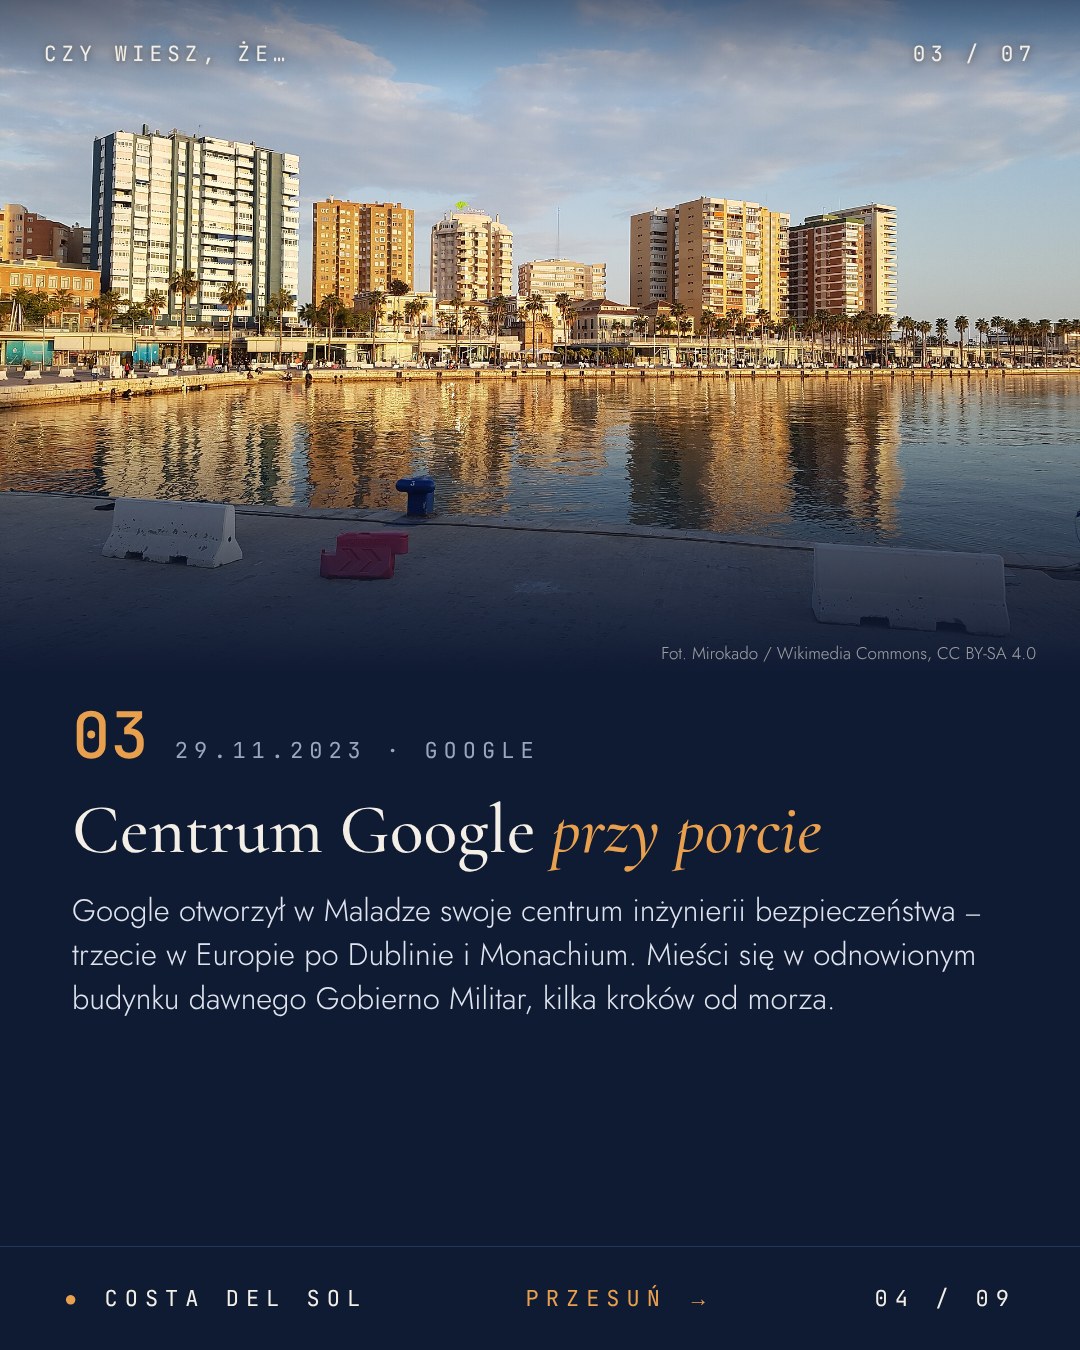 CZY WIESZ, ŻE…
03 / 07
Fot. Mirokado / Wikimedia Commons, CC BY-SA 4.0
03 29.11.2023 · GOOGLE
Centrum Google przy porcie
Google otworzył w Maladze swoje centrum inżynierii bezpieczeństwa –
trzecie w Europie po Dublinie i Monachium. Mieści się w odnowionym
budynku dawnego Gobierno Militar, kilka kroków od morza.
• COSTA DEL SOL
PRZESUŃ →
04 / 09